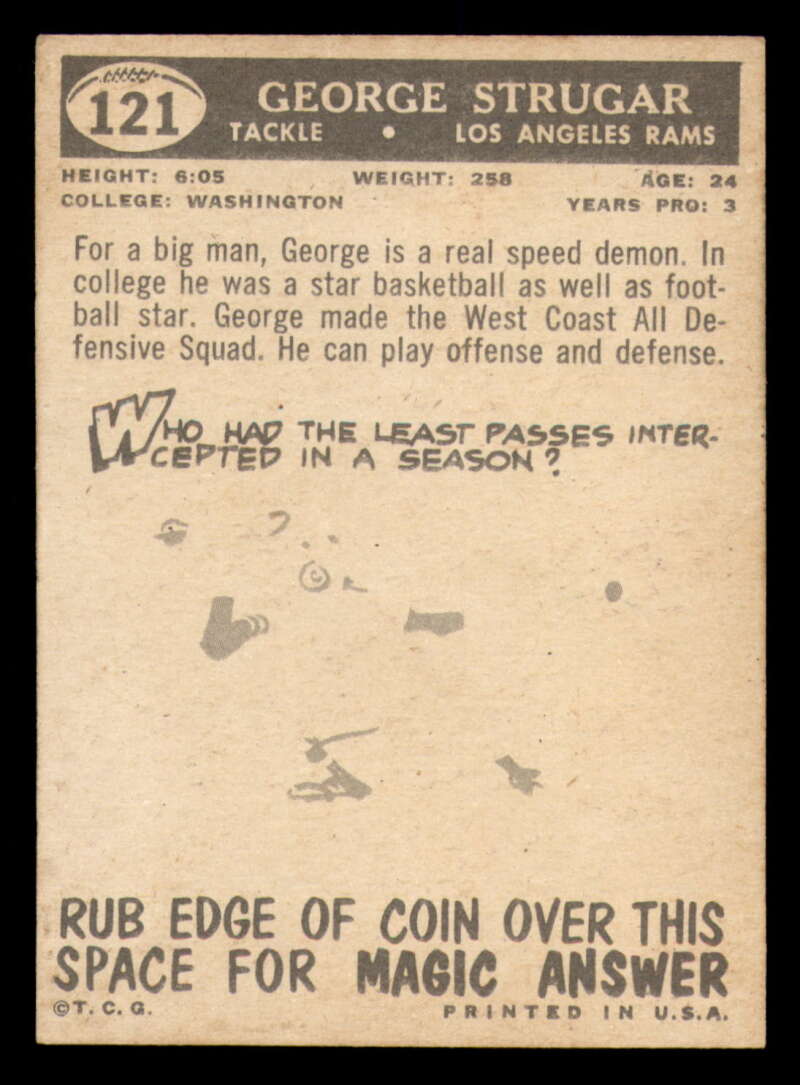 121
GEORGE STRUGAR
TACKLE • LOS ANGELES RAMS
HEIGHT: 6:05 WEIGHT: 258 AGE: 24
COLLEGE: WASHINGTON YEARS PRO: 3
For a big man, George is a real speed demon. In
college he was a star basketball as well as foot-
ball star. George made the West Coast All De-
fensive Squad. He can play offense and defense.
WHO HAD THE LEAST PASSES INTER-
CEPTED IN A SEASON?
RUB EDGE OF COIN OVER THIS
SPACE FOR MAGIC ANSWER
©T. C. G. PRINTED IN U.S.A.